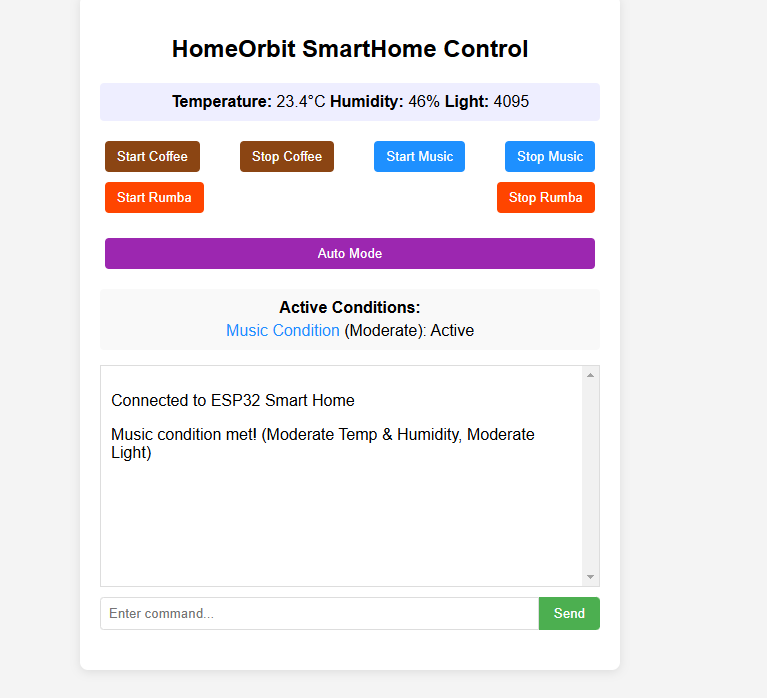 HomeOrbit SmartHome Control
Temperature: 23.4°C Humidity: 46% Light: 4095
Start Coffee Stop Coffee Start Music Stop Music
Start Rumba Stop Rumba
Auto Mode
Active Conditions:
Music Condition (Moderate): Active
Connected to ESP32 Smart Home
Music condition met! (Moderate Temp & Humidity, Moderate
Light)
Enter command... Send